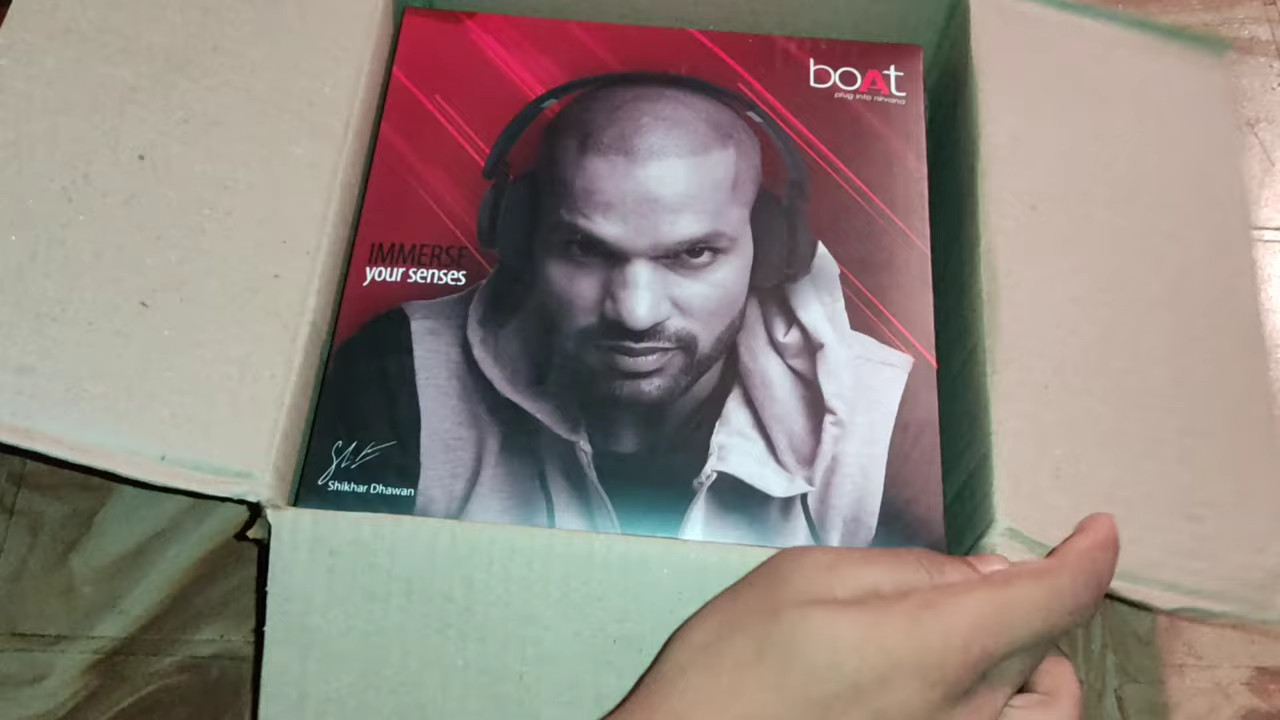 boAt
plug into nirvana
IMMERSE
your senses
Shikhar Dhawan